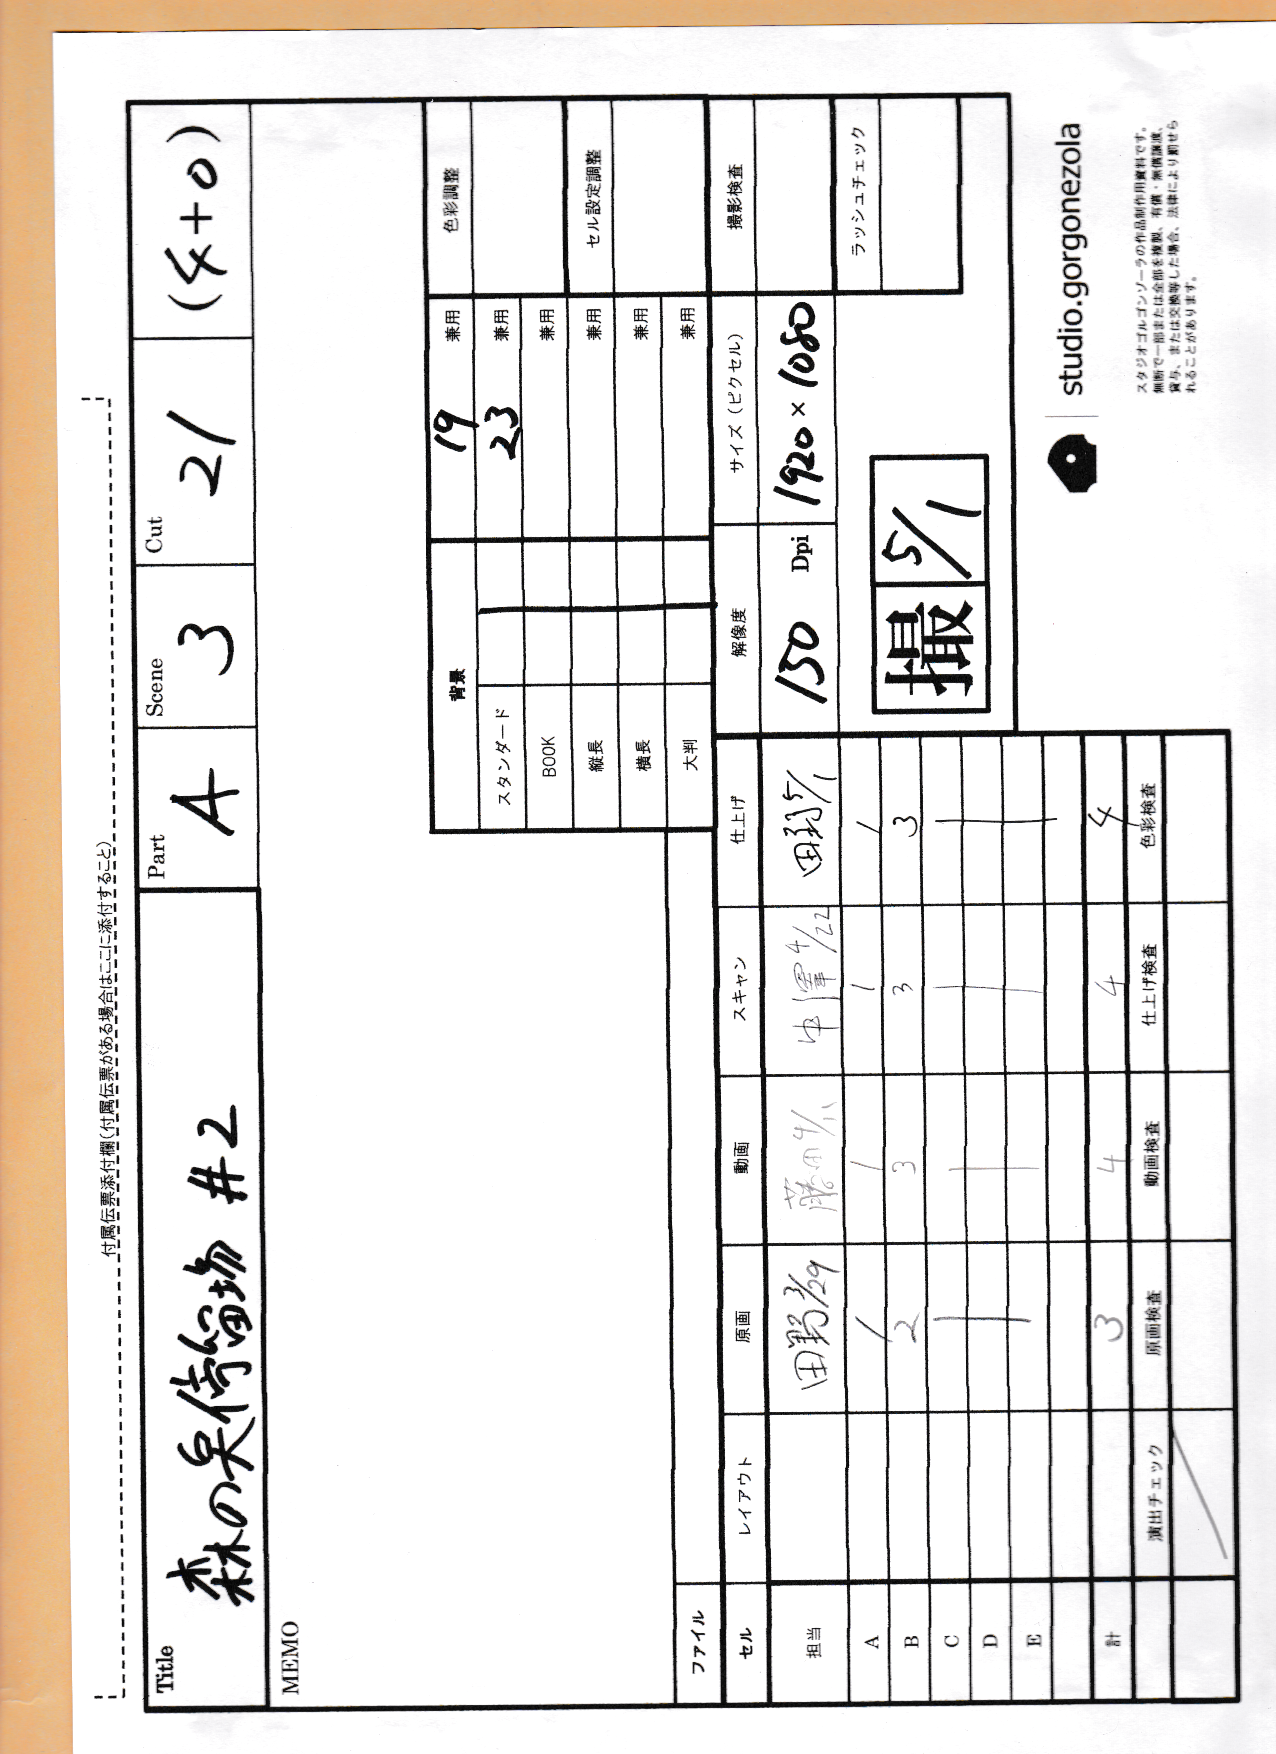 付属伝票添付欄(付属伝票がある場合はここに添付すること)
Title 森の 停留場 #2
Part A
Scene 3
Cut 21
(4+0)
MEMO
背景
19 兼用
色彩調整
スタンダード 23 兼用
BOOK 兼用
縦長 兼用
セル設定調整
横長 兼用
大判 兼用
ファイル
セル レイアウト 原画 動画 スキャン 仕上げ
担当 田野 3/29 藤田 4/11 中澤 4/22 田野 5/1
A 1 1 1 1
B 2 3 3 3
C
D
E
計 3 4 4 4
演出チェック 原画検査 動画検査 仕上げ検査 色彩検査
解像度 サイズ(ピクセル) 撮影検査
150 Dpi 1920×1080
ラッシュチェック
撮 5/1
studio.gorgonezola
スタジオゴルゴンゾーラの作品制作用資料です。
無断で一部または全部を複製、有償・無償譲渡、
貸与、または交換等した場合、法律により罰せら
れることがあります。